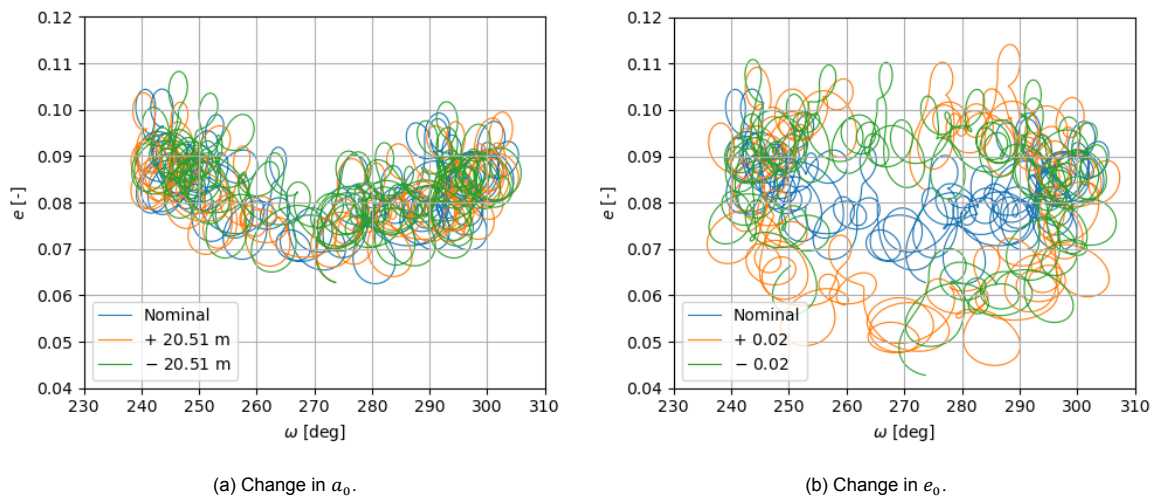 0.12
0.11
0.10
0.09
0.08
0.07
0.06
0.05
0.04
e [-]
Nominal
+ 20.51 m
− 20.51 m
230 240 250 260 270 280 290 300 310
ω [deg]
(a) Change in a₀.
0.12
0.11
0.10
0.09
0.08
0.07
0.06
0.05
0.04
e [-]
Nominal
+ 0.02
− 0.02
230 240 250 260 270 280 290 300 310
ω [deg]
(b) Change in e₀.